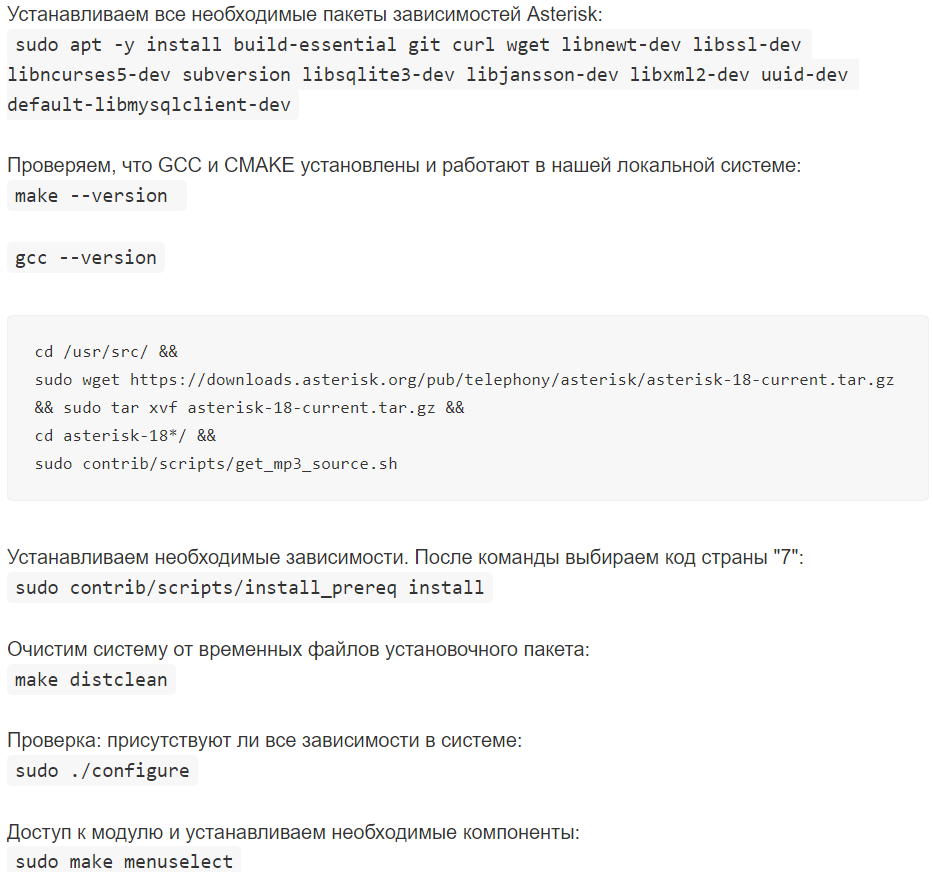 Устанавливаем все необходимые пакеты зависимостей Asterisk:
sudo apt -y install build-essential git curl wget libnewt-dev libssl-dev
libncurses5-dev subversion libsqlite3-dev libjansson-dev libxml2-dev uuid-dev
default-libmysqlclient-dev
Проверяем, что GCC и CMAKE установлены и работают в нашей локальной системе:
make --version
gcc --version
cd /usr/src/ &&
sudo wget https://downloads.asterisk.org/pub/telephony/asterisk/asterisk-18-current.tar.gz
&& sudo tar xvf asterisk-18-current.tar.gz &&
cd asterisk-18*/ &&
sudo contrib/scripts/get_mp3_source.sh
Устанавливаем необходимые зависимости. После команды выбираем код страны "7":
sudo contrib/scripts/install_prereq install
Очистим систему от временных файлов установочного пакета:
make distclean
Проверка: присутствуют ли все зависимости в системе:
sudo ./configure
Доступ к модулю и устанавливаем необходимые компоненты:
sudo make menuselect